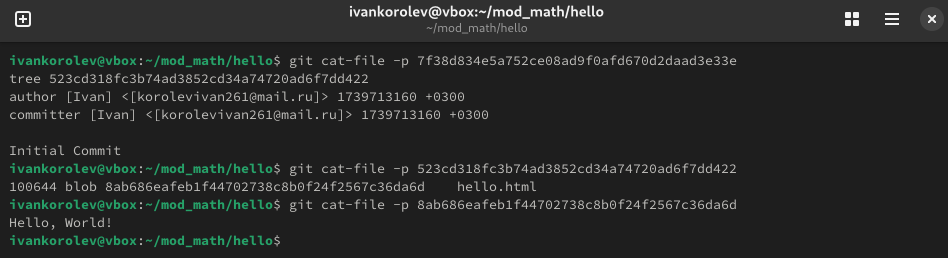 ivankorolev@vbox:~/mod_math/hello
~/mod_math/hello
ivankorolev@vbox:~/mod_math/hello$ git cat-file -p 7f38d834e5a752ce08ad9f0afd670d2daad3e33e
tree 523cd318fc3b74ad3852cd34a74720ad6f7dd422
author [Ivan] <[korolevivan261@mail.ru]> 1739713160 +0300
committer [Ivan] <[korolevivan261@mail.ru]> 1739713160 +0300
Initial Commit
ivankorolev@vbox:~/mod_math/hello$ git cat-file -p 523cd318fc3b74ad3852cd34a74720ad6f7dd422
100644 blob 8ab686eafeb1f44702738c8b0f24f2567c36da6d    hello.html
ivankorolev@vbox:~/mod_math/hello$ git cat-file -p 8ab686eafeb1f44702738c8b0f24f2567c36da6d
Hello, World!
ivankorolev@vbox:~/mod_math/hello$